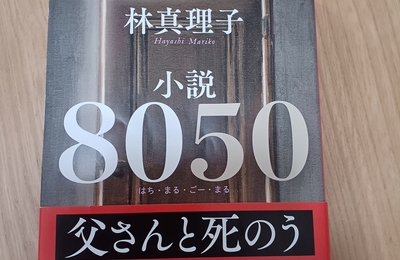 林真理子
Hayashi Mariko
小説
8050
はち・まる・ごー・まる
父さんと死のう